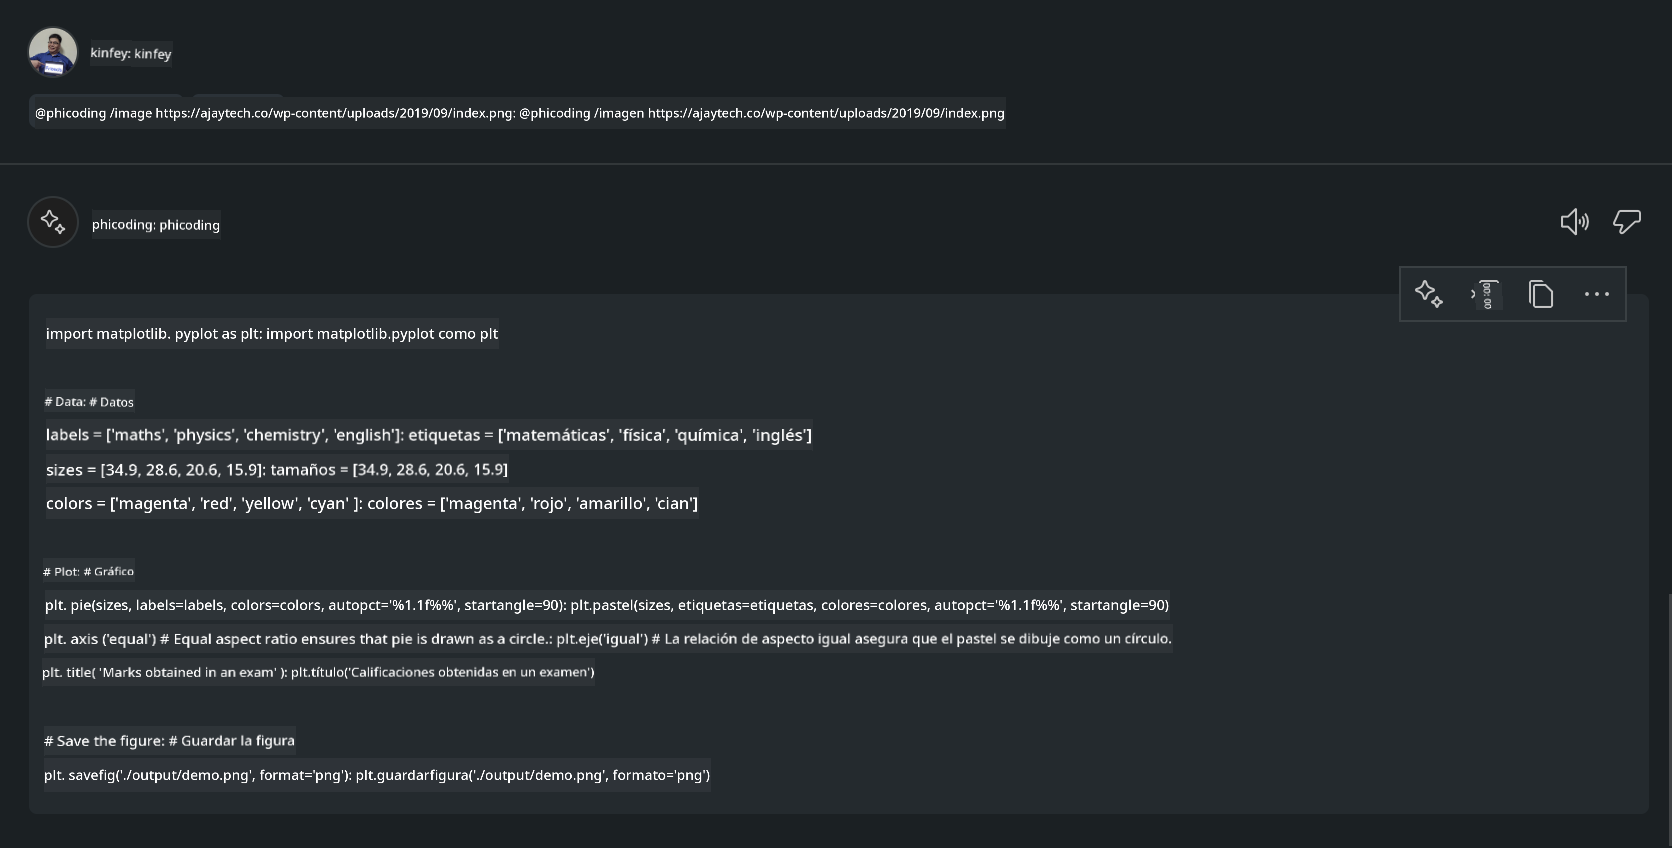 kinfey: kinfey
@phicoding /image https://ajaytech.co/wp-content/uploads/2019/09/index.png: @phicoding /imagen https://ajaytech.co/wp-content/uploads/2019/09/index.png
phicoding: phicoding
import matplotlib. pyplot as plt: import matplotlib.pyplot como plt
# Data: # Datos
labels = ['maths', 'physics', 'chemistry', 'english']: etiquetas = ['matemáticas', 'física', 'química', 'inglés']
sizes = [34.9, 28.6, 20.6, 15.9]: tamaños = [34.9, 28.6, 20.6, 15.9]
colors = ['magenta', 'red', 'yellow', 'cyan' ]: colores = ['magenta', 'rojo', 'amarillo', 'cian']
# Plot: # Gráfico
plt. pie(sizes, labels=labels, colors=colors, autopct='%1.1f%%', startangle=90): plt.pastel(sizes, etiquetas=etiquetas, colores=colores, autopct='%1.1f%%', startangle=90)
plt. axis ('equal') # Equal aspect ratio ensures that pie is drawn as a circle.: plt.eje('igual') # La relación de aspecto igual asegura que el pastel se dibuje como un círculo.
plt. title( 'Marks obtained in an exam' ): plt.título('Calificaciones obtenidas en un examen')
# Save the figure: # Guardar la figura
plt. savefig('./output/demo.png', format='png'): plt.guardarfigura('./output/demo.png', formato='png')